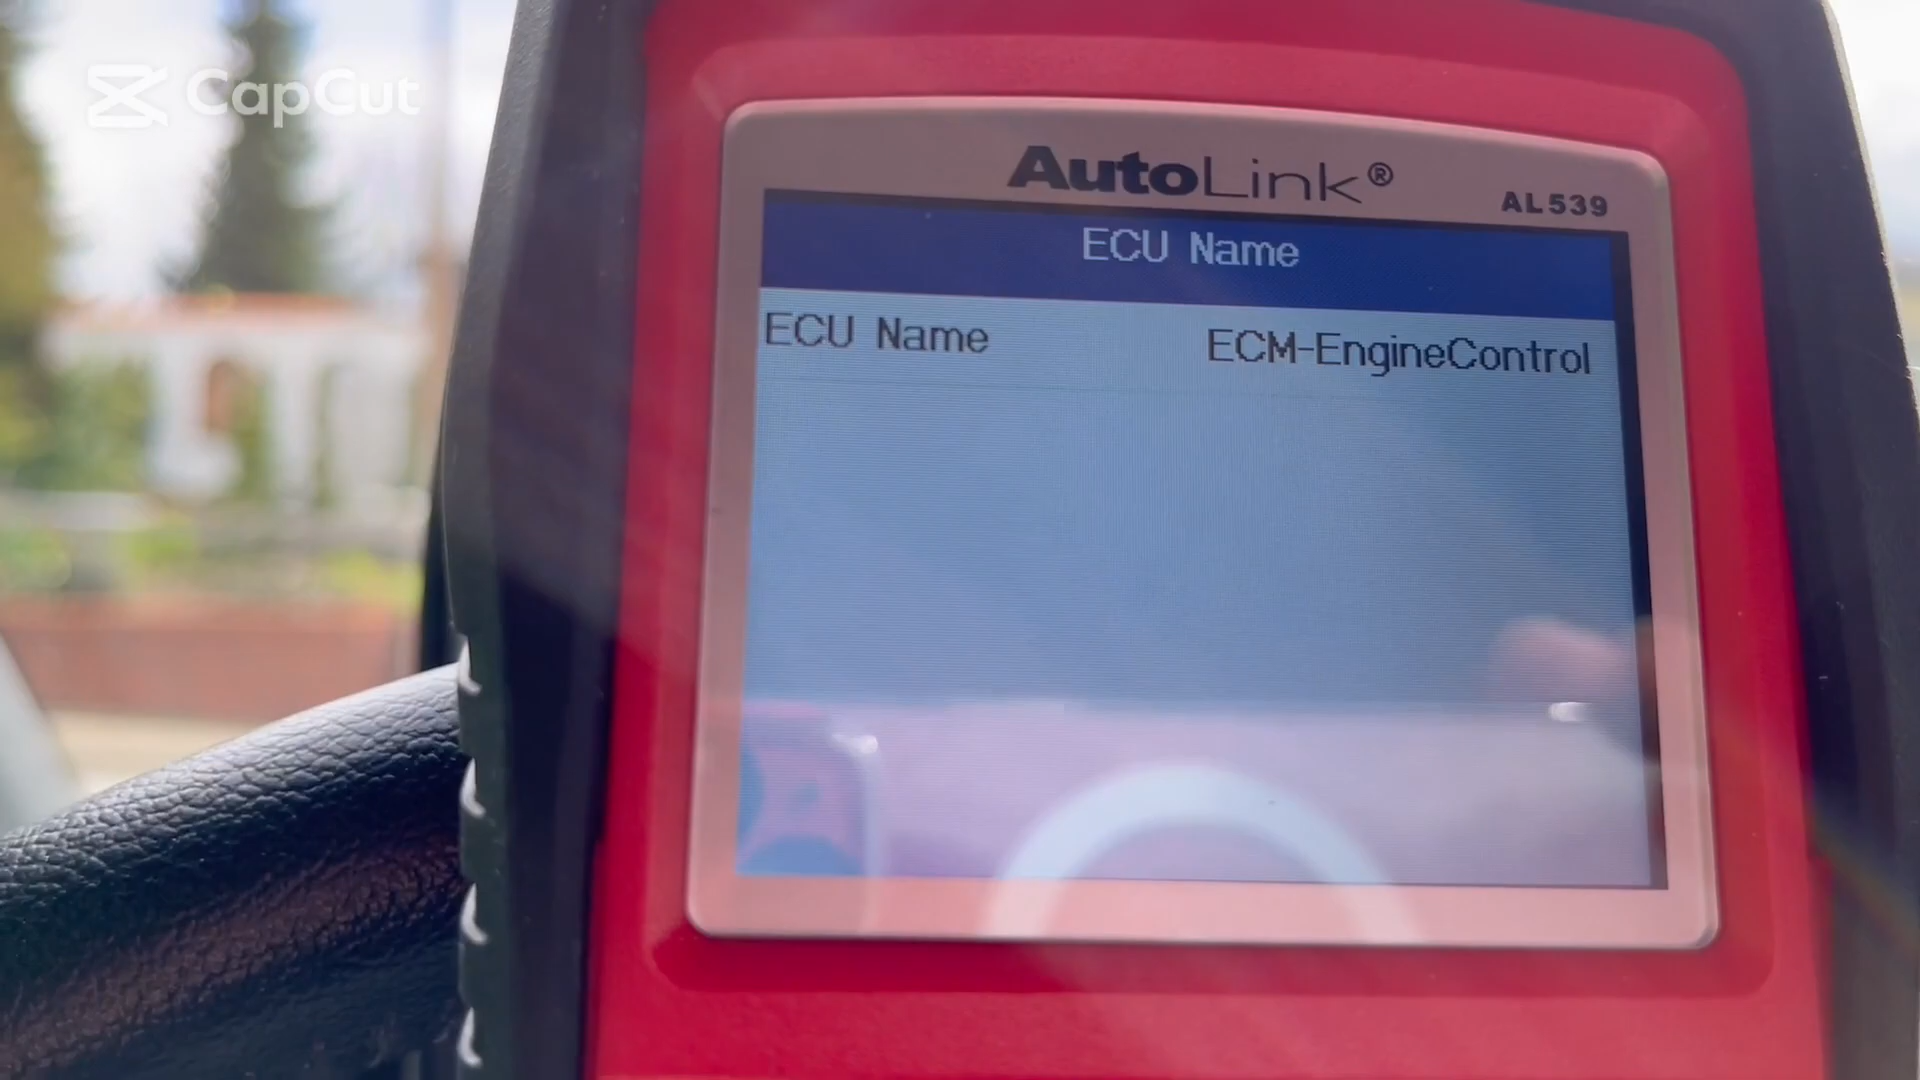 CapCut
AutoLink®
AL539
ECU Name
ECU Name ECM-EngineControl